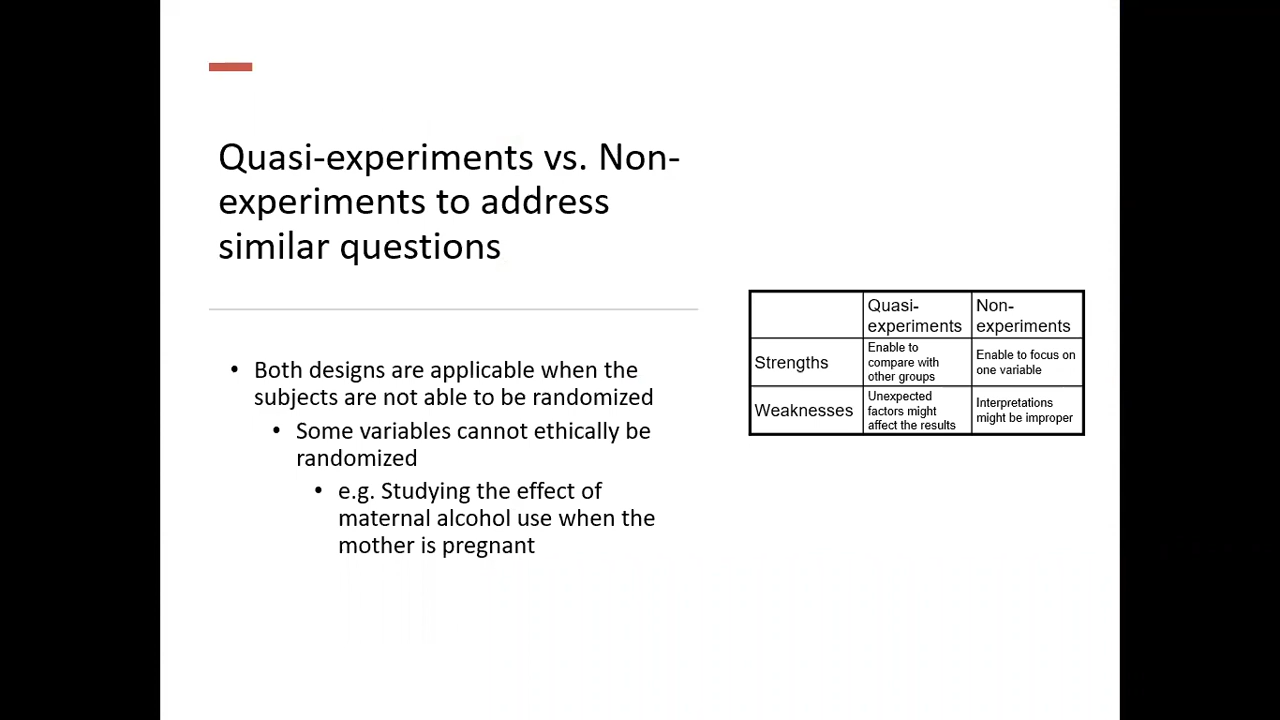 Quasi-experiments vs. Non-
experiments to address
similar questions
• Both designs are applicable when the
subjects are not able to be randomized
• Some variables cannot ethically be
randomized
• e.g. Studying the effect of
maternal alcohol use when the
mother is pregnant
Quasi-
experiments
Non-
experiments
Strengths
Enable to
compare with
other groups
Enable to focus on
one variable
Weaknesses
Unexpected
factors might
affect the results
Interpretations
might be improper